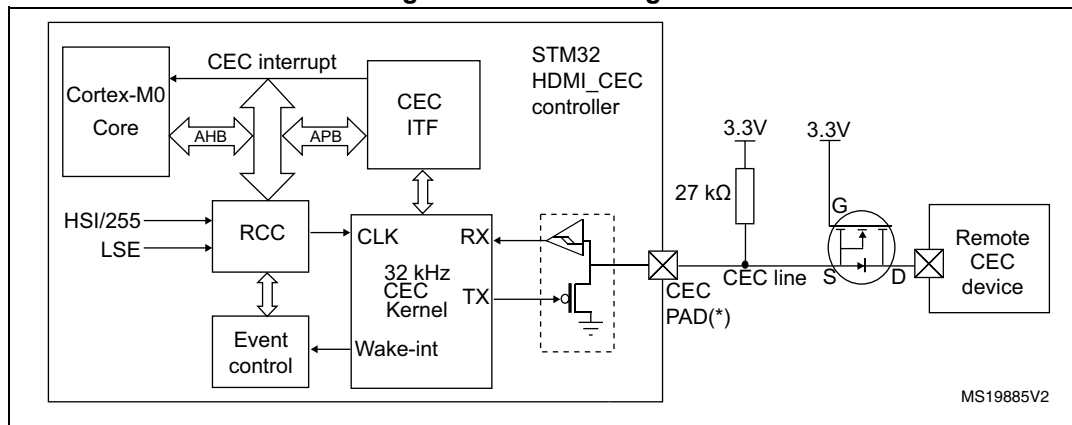 CEC interrupt
STM32
HDMI_CEC
controller
Cortex-M0
Core
AHB
APB
CEC
ITF
3.3V
3.3V
27 kΩ
HSI/255
LSE
RCC
CLK
RX
32 kHz
CEC
Kernel
TX
Wake-int
Event
control
CEC
PAD(*)
CEC line
G
S
D
Remote
CEC
device
MS19885V2